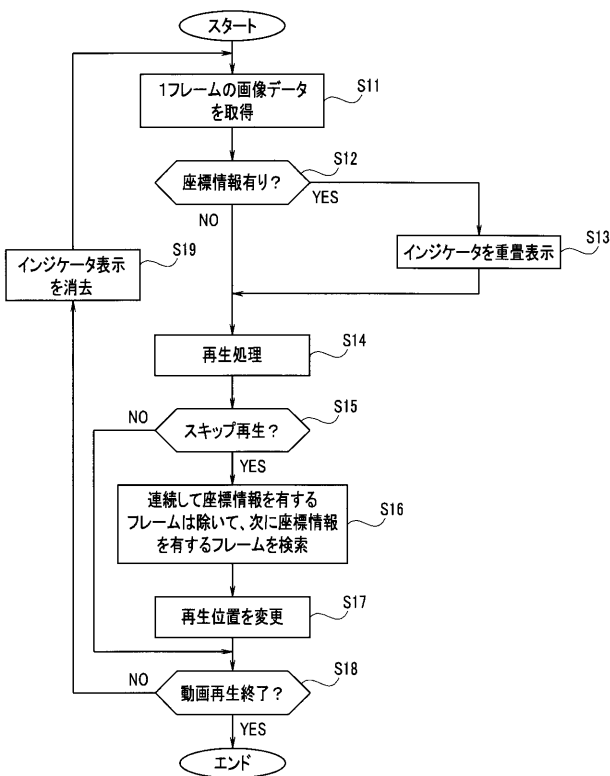 スタート
1フレームの画像データ
を取得
S11
座標情報有り?
S12
YES
NO
インジケータを重畳表示
S13
インジケータ表示
を消去
S19
再生処理
S14
スキップ再生?
S15
NO
YES
連続して座標情報を有する
フレームは除いて、次に座標情報
を有するフレームを検索
S16
再生位置を変更
S17
動画再生終了?
S18
NO
YES
エンド